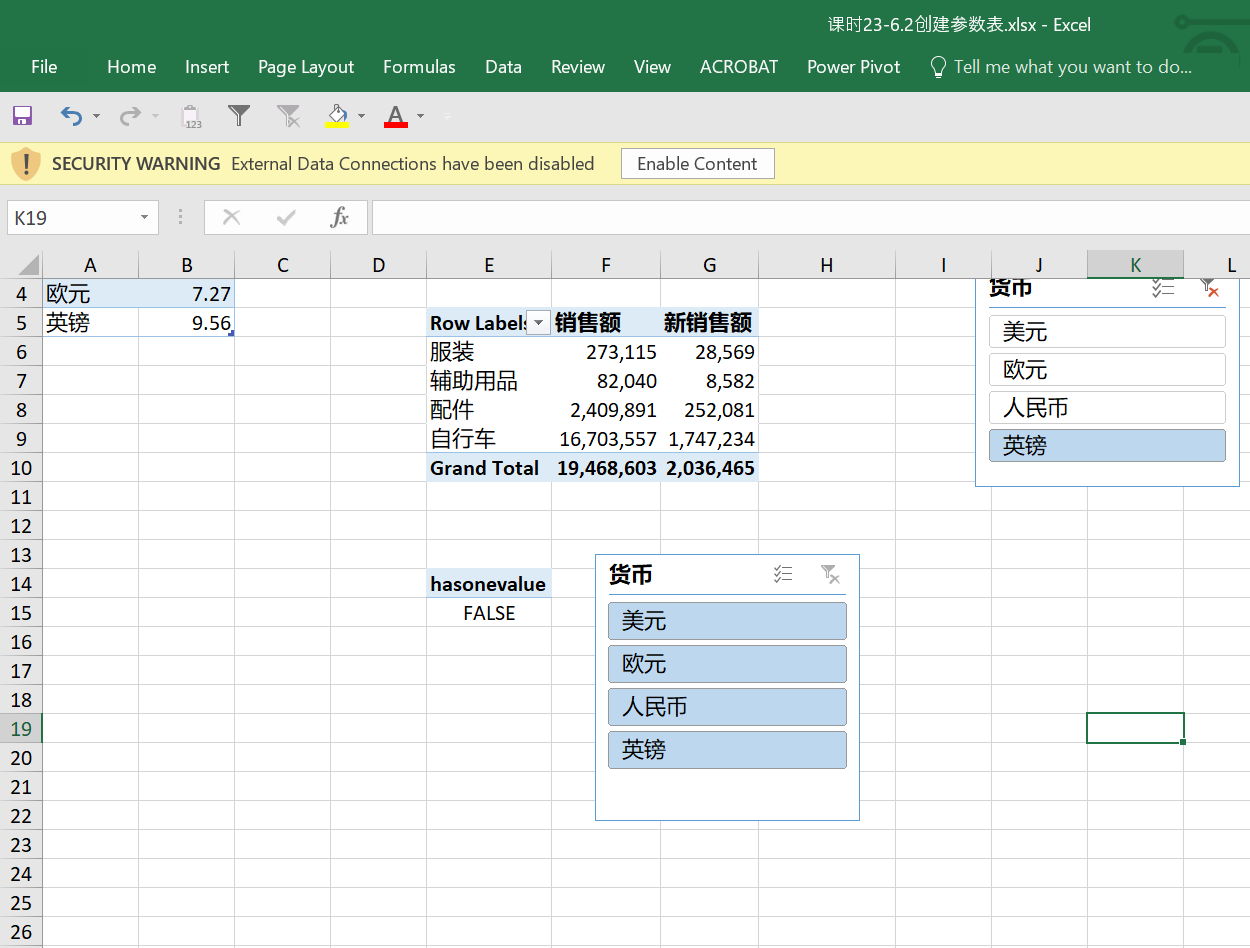 课时23-6.2创建参数表.xlsx - Excel
File Home Insert Page Layout Formulas Data Review View ACROBAT Power Pivot Tell me what you want to do...
123
SECURITY WARNING External Data Connections have been disabled Enable Content
K19 fx
A B C D E F G H I J K L
4 欧元 7.27 货币
5 英镑 9.56 Row Labels 销售额 新销售额 美元
6 服装 273,115 28,569
7 辅助用品 82,040 8,582 欧元
8 配件 2,409,891 252,081 人民币
9 自行车 16,703,557 1,747,234 英镑
10 Grand Total 19,468,603 2,036,465
11
12
13
14 hasonevalue 货币
15 FALSE 美元
16
17 欧元
18 人民币
19
20 英镑
21
22
23
24
25
26